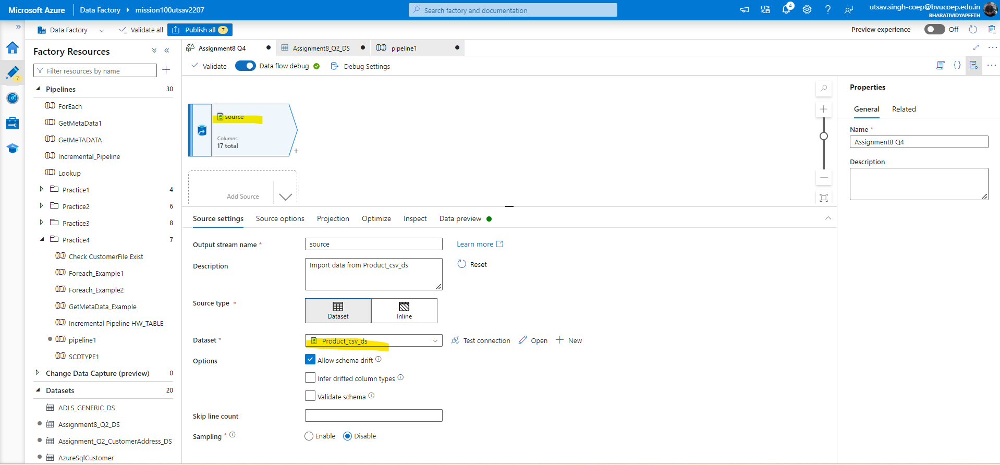 Microsoft Azure
Data Factory
mission100utsav2207
Search factory and documentation
4
utsav.singh-coep@bvucoep.edu.in
BHARATIVIDYAPEETH
Data Factory
Validate all
Publish all
7
Preview experience
Off
7
Factory Resources
Filter resources by name
Pipelines
30
ForEach
GetMetaData1
GetMeTADATA
Incremental_Pipeline
Lookup
Practice1
4
Practice2
6
Practice3
8
Practice4
7
Check CustomerFile Exist
Foreach_Example1
Foreach_Example2
GetMetaData_Example
Incremental Pipeline HW_TABLE
pipeline1
SCDTYPE1
Change Data Capture (preview)
0
Datasets
20
ADLS_GENERIC_DS
Assignment8_Q2_DS
Assignment_Q2_CustomerAddress_DS
AzureSqlCustomer
Assignment8 Q4
Assignment8_Q2_DS
pipeline1
Validate
Data flow debug
Debug Settings
source
Columns:
17 total
Add Source
Source settings
Source options
Projection
Optimize
Inspect
Data preview
Output stream name *
source
Learn more
Description
Import data from Product_csv_ds
Reset
Source type *
Dataset
Inline
Dataset *
Product_csv_ds
Test connection
Open
New
Options
Allow schema drift
Infer drifted column types
Validate schema
Skip line count
Sampling *
Enable
Disable
Properties
General
Related
Name *
Assignment8 Q4
Description